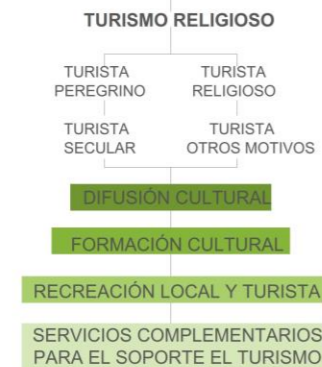 TURISMO RELIGIOSO
TURISTA PEREGRINO
TURISTA RELIGIOSO
TURISTA SECULAR
TURISTA OTROS MOTIVOS
DIFUSIÓN CULTURAL
FORMACIÓN CULTURAL
RECREACIÓN LOCAL Y TURISTA
SERVICIOS COMPLEMENTARIOS
PARA EL SOPORTE EL TURISMO